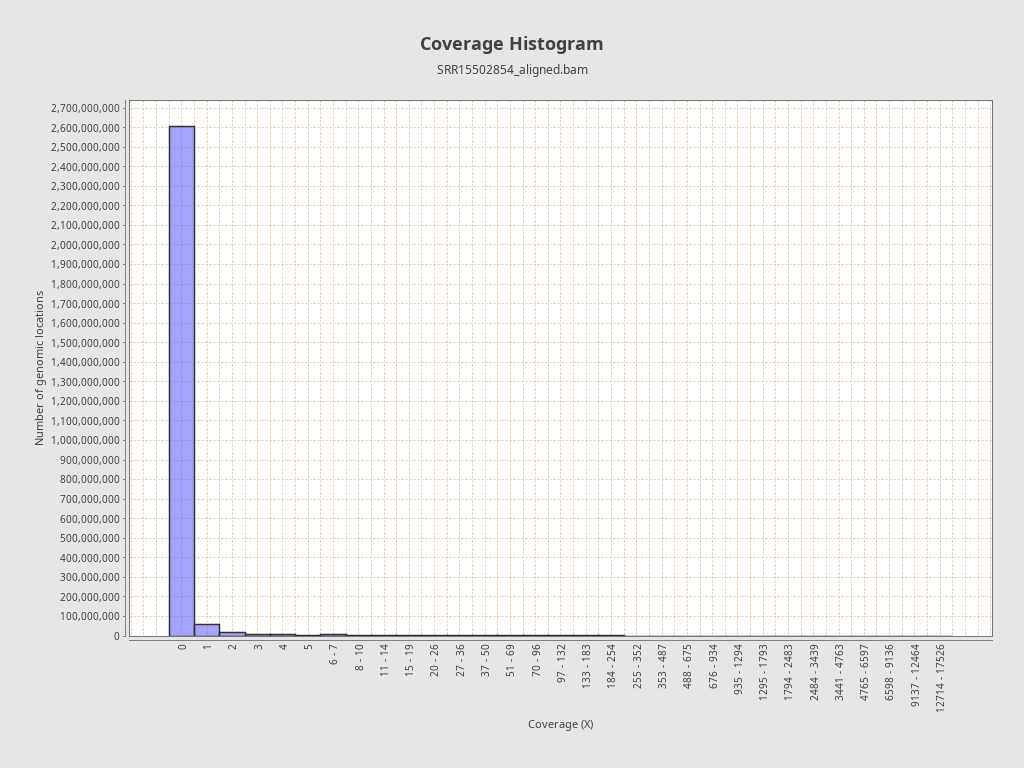 Coverage Histogram
SRR15502854_aligned.bam
Number of genomic locations
2,700,000,000
2,600,000,000
2,500,000,000
2,400,000,000
2,300,000,000
2,200,000,000
2,100,000,000
2,000,000,000
1,900,000,000
1,800,000,000
1,700,000,000
1,600,000,000
1,500,000,000
1,400,000,000
1,300,000,000
1,200,000,000
1,100,000,000
1,000,000,000
900,000,000
800,000,000
700,000,000
600,000,000
500,000,000
400,000,000
300,000,000
200,000,000
100,000,000
0
0
1
2
3
4
5
6 - 7
8 - 10
11 - 14
15 - 19
20 - 26
27 - 36
37 - 50
51 - 69
70 - 96
97 - 132
133 - 183
184 - 254
255 - 352
353 - 487
488 - 675
676 - 934
935 - 1294
1295 - 1793
1794 - 2483
2484 - 3439
3441 - 4763
4765 - 6597
6598 - 9136
9137 - 12464
12714 - 17526
Coverage (X)